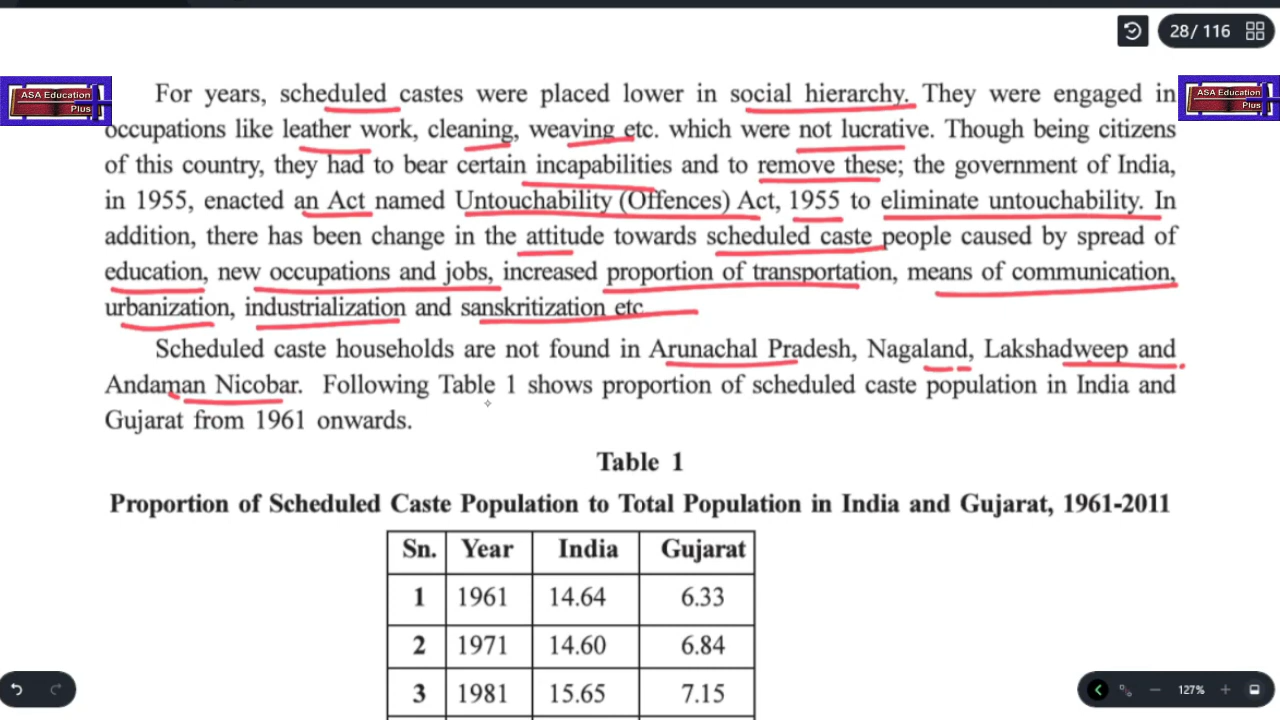 28/ 116
ASA Education
Plus
ASA Education
Plus
For years, scheduled castes were placed lower in social hierarchy. They were engaged in
occupations like leather work, cleaning, weaving etc. which were not lucrative. Though being citizens
of this country, they had to bear certain incapabilities and to remove these; the government of India,
in 1955, enacted an Act named Untouchability (Offences) Act, 1955 to eliminate untouchability. In
addition, there has been change in the attitude towards scheduled caste people caused by spread of
education, new occupations and jobs, increased proportion of transportation, means of communication,
urbanization, industrialization and sanskritization etc
Scheduled caste households are not found in Arunachal Pradesh, Nagaland, Lakshadweep and
Andaman Nicobar. Following Table 1 shows proportion of scheduled caste population in India and
Gujarat from 1961 onwards.
Table 1
Proportion of Scheduled Caste Population to Total Population in India and Gujarat, 1961-2011
Sn. Year India Gujarat
1 1961 14.64 6.33
2 1971 14.60 6.84
3 1981 15.65 7.15
127%